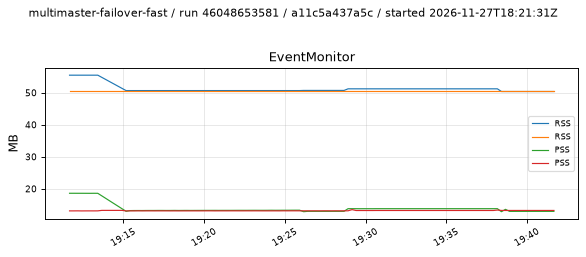 multimaster-failover-fast / run 46048653581 / a11c5a437a5c / started 2026-11-27T18:21:31Z
EventMonitor
MB
50
40
30
20
RSS
RSS
PSS
PSS
19:15
19:20
19:25
19:30
19:35
19:40